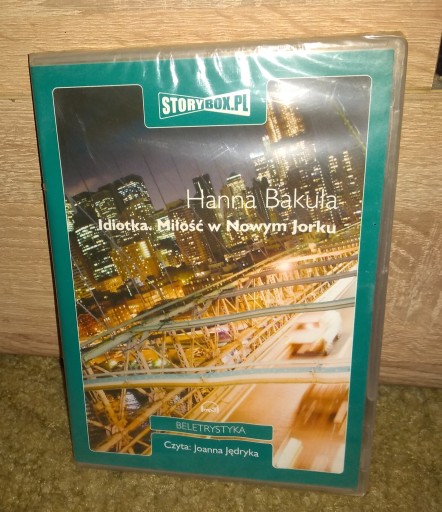 STORYBOX.PL
Hanna Bakuła
Idiotka. Miłość w Nowym Jorku
BELETRYSTYKA
Czyta: Joanna Jędryka